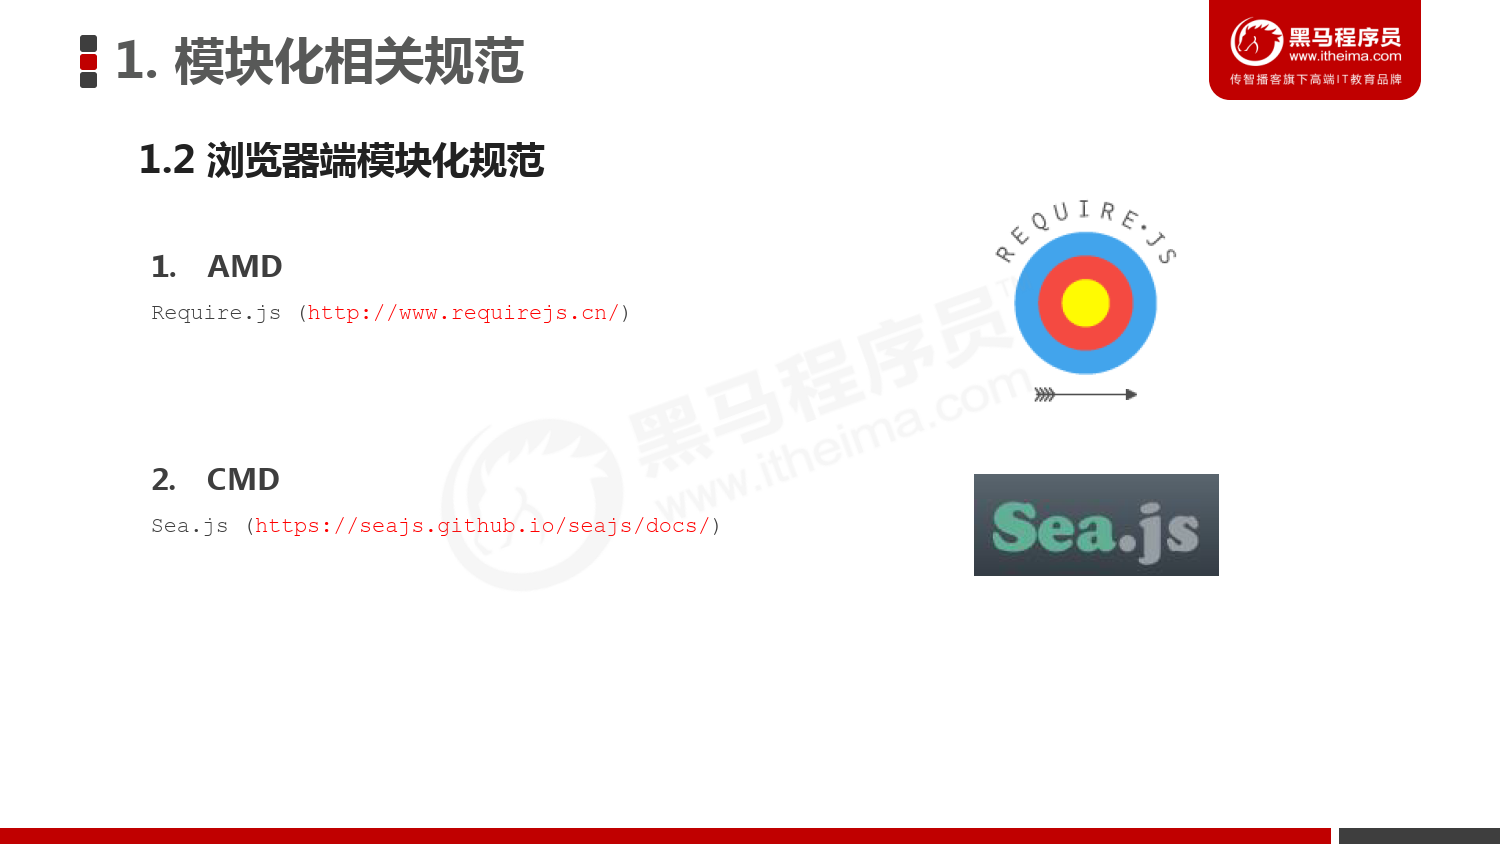 1. 模块化相关规范
黑马程序员
www.itheima.com
传智播客旗下高端IT教育品牌
1.2 浏览器端模块化规范
REQUIRE.JS
1. AMD
Require.js (http://www.requirejs.cn/)
黑马程序员
www.itheima.com
2. CMD
Sea.js (https://seajs.github.io/seajs/docs/)
Sea.js